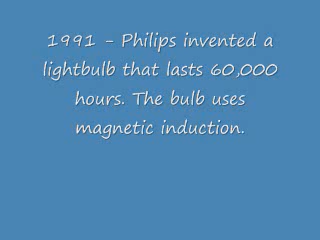 1991 - Philips invented a
lightbulb that lasts 60,000
hours. The bulb uses
magnetic induction.